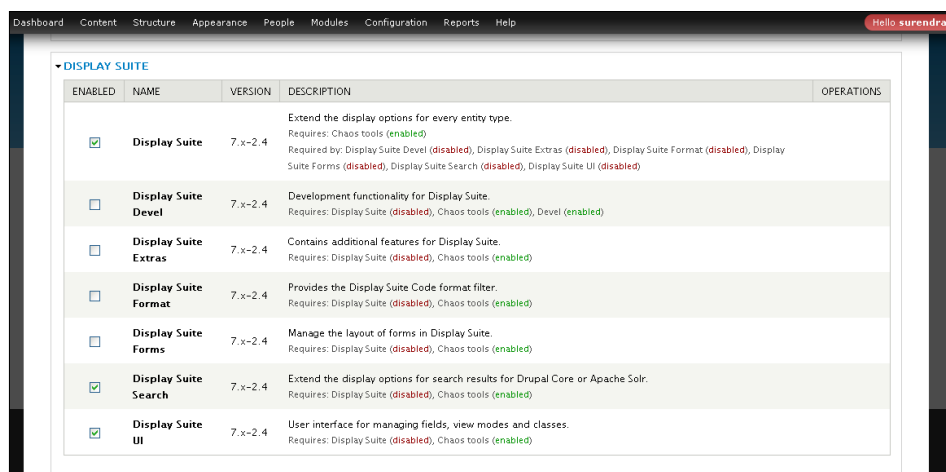 Dashboard Content Structure Appearance People Modules Configuration Reports Help Hello surendra
DISPLAY SUITE
ENABLED NAME VERSION DESCRIPTION OPERATIONS
Extend the display options for every entity type.
Requires: Chaos tools (enabled)
Display Suite 7.x-2.4
Required by: Display Suite Devel (disabled), Display Suite Extras (disabled), Display Suite Format (disabled), Display
Suite Forms (disabled), Display Suite Search (disabled), Display Suite UI (disabled)
Display Suite
Devel
7.x-2.4
Development functionality for Display Suite.
Requires: Display Suite (disabled), Chaos tools (enabled), Devel (enabled)
Display Suite
Extras
7.x-2.4
Contains additional features for Display Suite.
Requires: Display Suite (disabled), Chaos tools (enabled)
Display Suite
Format
7.x-2.4
Provides the Display Suite Code format filter.
Requires: Display Suite (disabled), Chaos tools (enabled)
Display Suite
Forms
7.x-2.4
Manage the layout of forms in Display Suite.
Requires: Display Suite (disabled), Chaos tools (enabled)
Display Suite
Search
7.x-2.4
Extend the display options for search results for Drupal Core or Apache Solr.
Requires: Display Suite (disabled), Chaos tools (enabled)
Display Suite
UI
7.x-2.4
User interface for managing fields, view modes and classes.
Requires: Display Suite (disabled), Chaos tools (enabled)